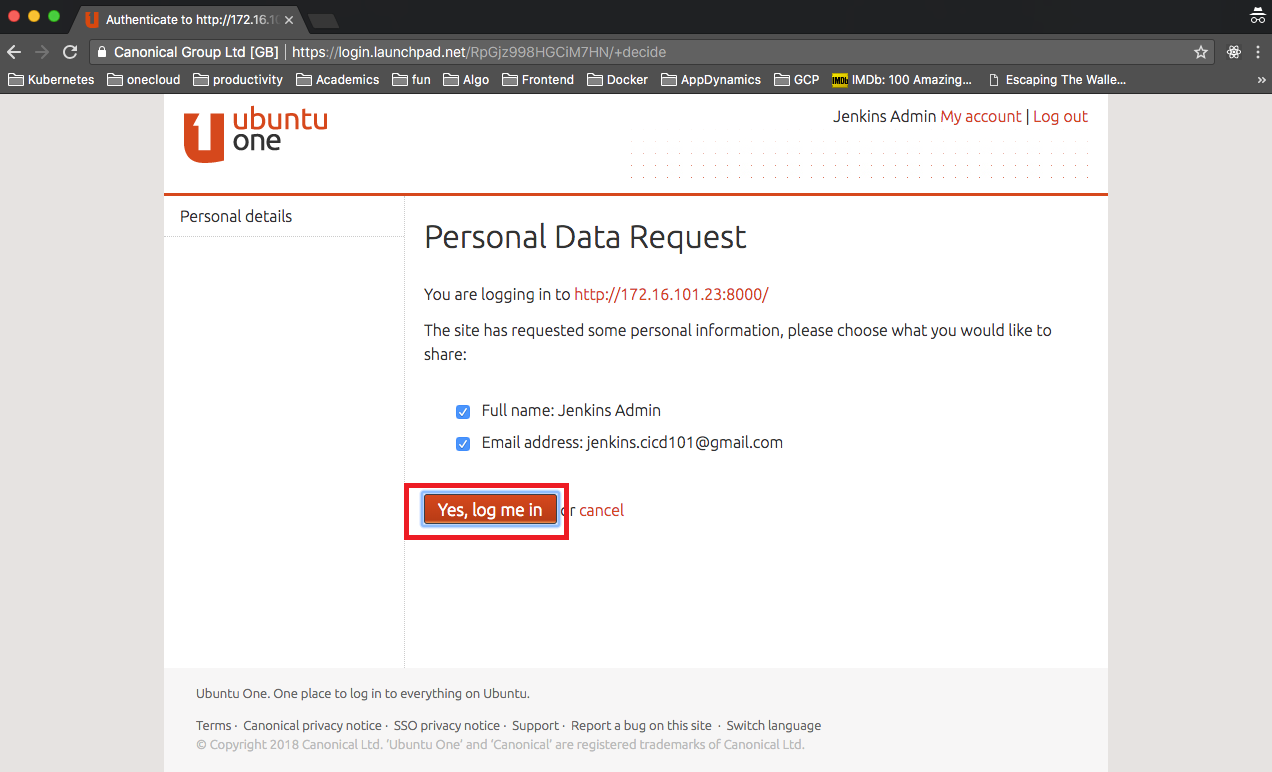 Authenticate to http://172.16.10
Canonical Group Ltd [GB] | https://login.launchpad.net/RpGjz998HGCiM7HN/+decide
Kubernetes onecloud productivity Academics fun Algo Frontend Docker AppDynamics GCP IMDb IMDb: 100 Amazing... Escaping The Walle... »
ubuntu
one
Jenkins Admin My account | Log out
Personal details
Personal Data Request
You are logging in to http://172.16.101.23:8000/
The site has requested some personal information, please choose what you would like to
share:
Full name: Jenkins Admin
Email address: jenkins.cicd101@gmail.com
Yes, log me in or cancel
Ubuntu One. One place to log in to everything on Ubuntu.
Terms · Canonical privacy notice · SSO privacy notice · Support · Report a bug on this site · Switch language
© Copyright 2018 Canonical Ltd. 'Ubuntu One' and 'Canonical' are registered trademarks of Canonical Ltd.